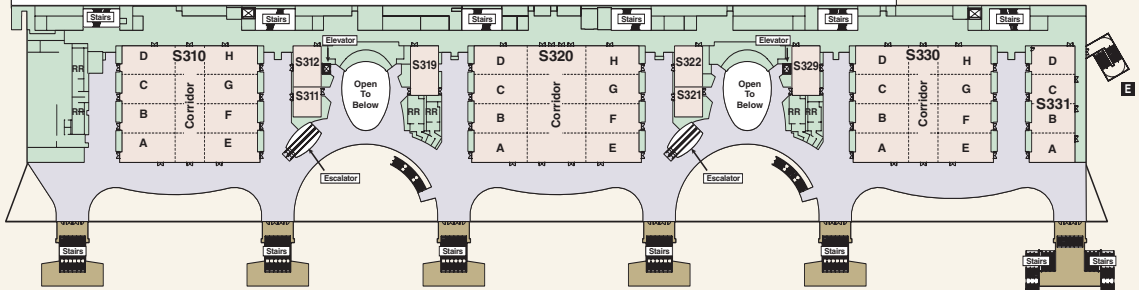 Stairs
Stairs
Stairs
Stairs
Stairs
Stairs
Elevator
Elevator
RR
D
S310
H
C
Corridor
G
RR
B
F
A
E
S312
S311
Open
To
Below
S319
RR
RR
Escalator
D
S320
H
C
Corridor
G
B
F
A
E
S322
S321
Open
To
Below
S329
RR
RR
Escalator
D
S330
H
C
Corridor
G
B
F
A
E
D
C
S331
B
A
E
Stairs
Stairs
Stairs
Stairs
Stairs
Stairs
Stairs